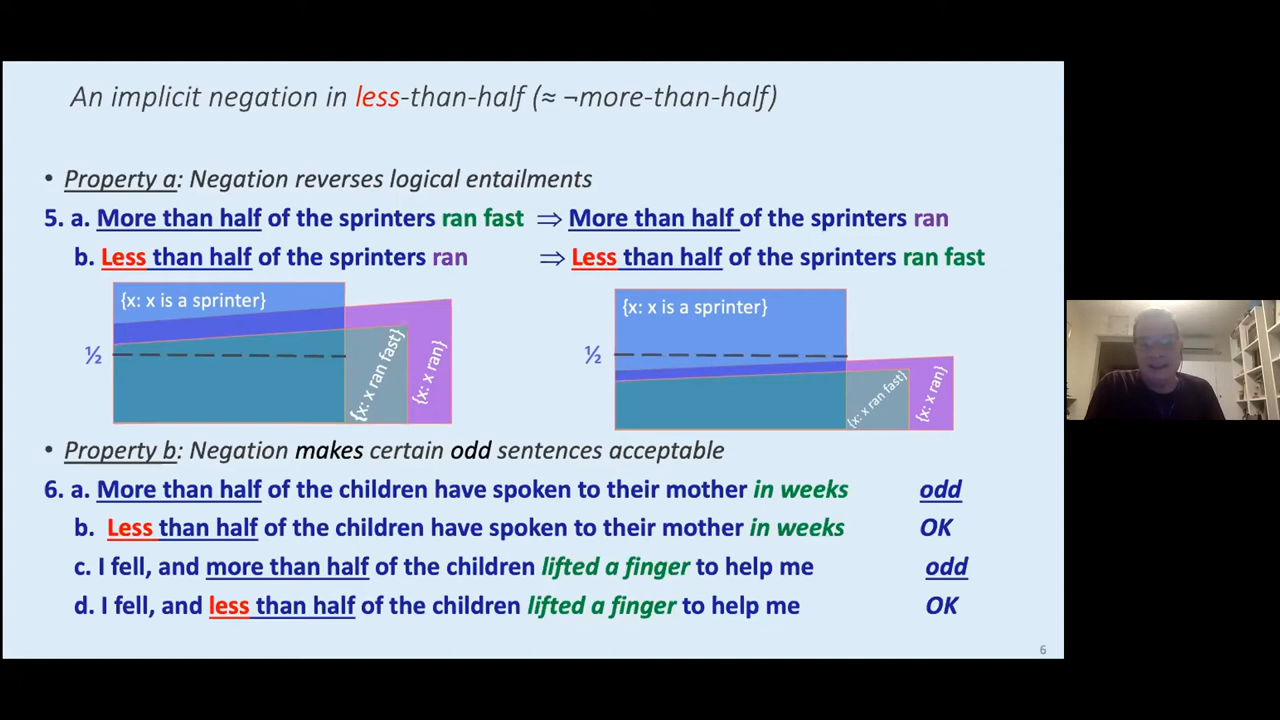 An implicit negation in less-than-half (≈ ¬more-than-half)
• Property a: Negation reverses logical entailments
5. a. More than half of the sprinters ran fast ⇒ More than half of the sprinters ran
b. Less than half of the sprinters ran ⇒ Less than half of the sprinters ran fast
{x: x is a sprinter}
½
{x: x ran fast}
{x: x ran}
{x: x is a sprinter}
½
{x: x ran fast}
{x: x ran}
• Property b: Negation makes certain odd sentences acceptable
6. a. More than half of the children have spoken to their mother in weeks odd
b. Less than half of the children have spoken to their mother in weeks OK
c. I fell, and more than half of the children lifted a finger to help me odd
d. I fell, and less than half of the children lifted a finger to help me OK
6